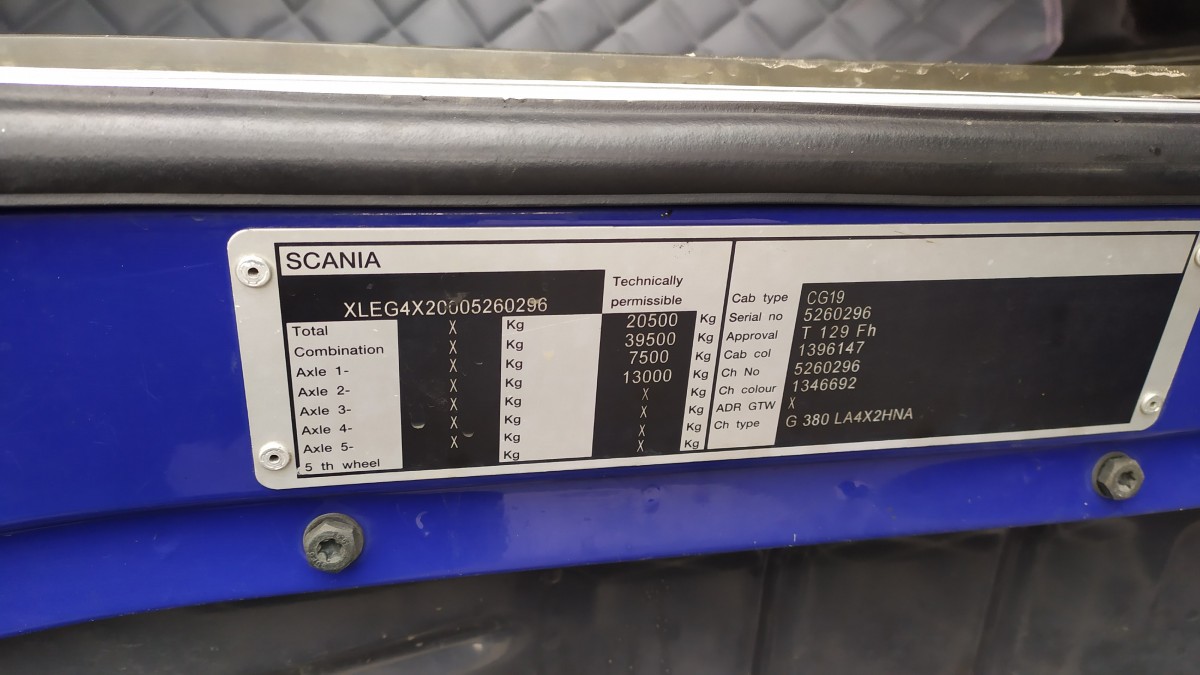 SCANIA
XLEG4X20005260296
Technically
permissible
Total X Kg 20500 Kg
Combination X Kg 39500 Kg
Axle 1- X Kg 7500 Kg
Axle 2- X Kg 13000 Kg
Axle 3- X Kg X Kg
Axle 4- X Kg X Kg
Axle 5- X Kg X Kg
5 th wheel Kg X Kg
Cab type CG19
Serial no 5260296
Approval T 129 Fh
Cab col 1396147
Ch No 5260296
Ch colour 1346692
ADR GTW X
Ch type G 380 LA4X2HNA